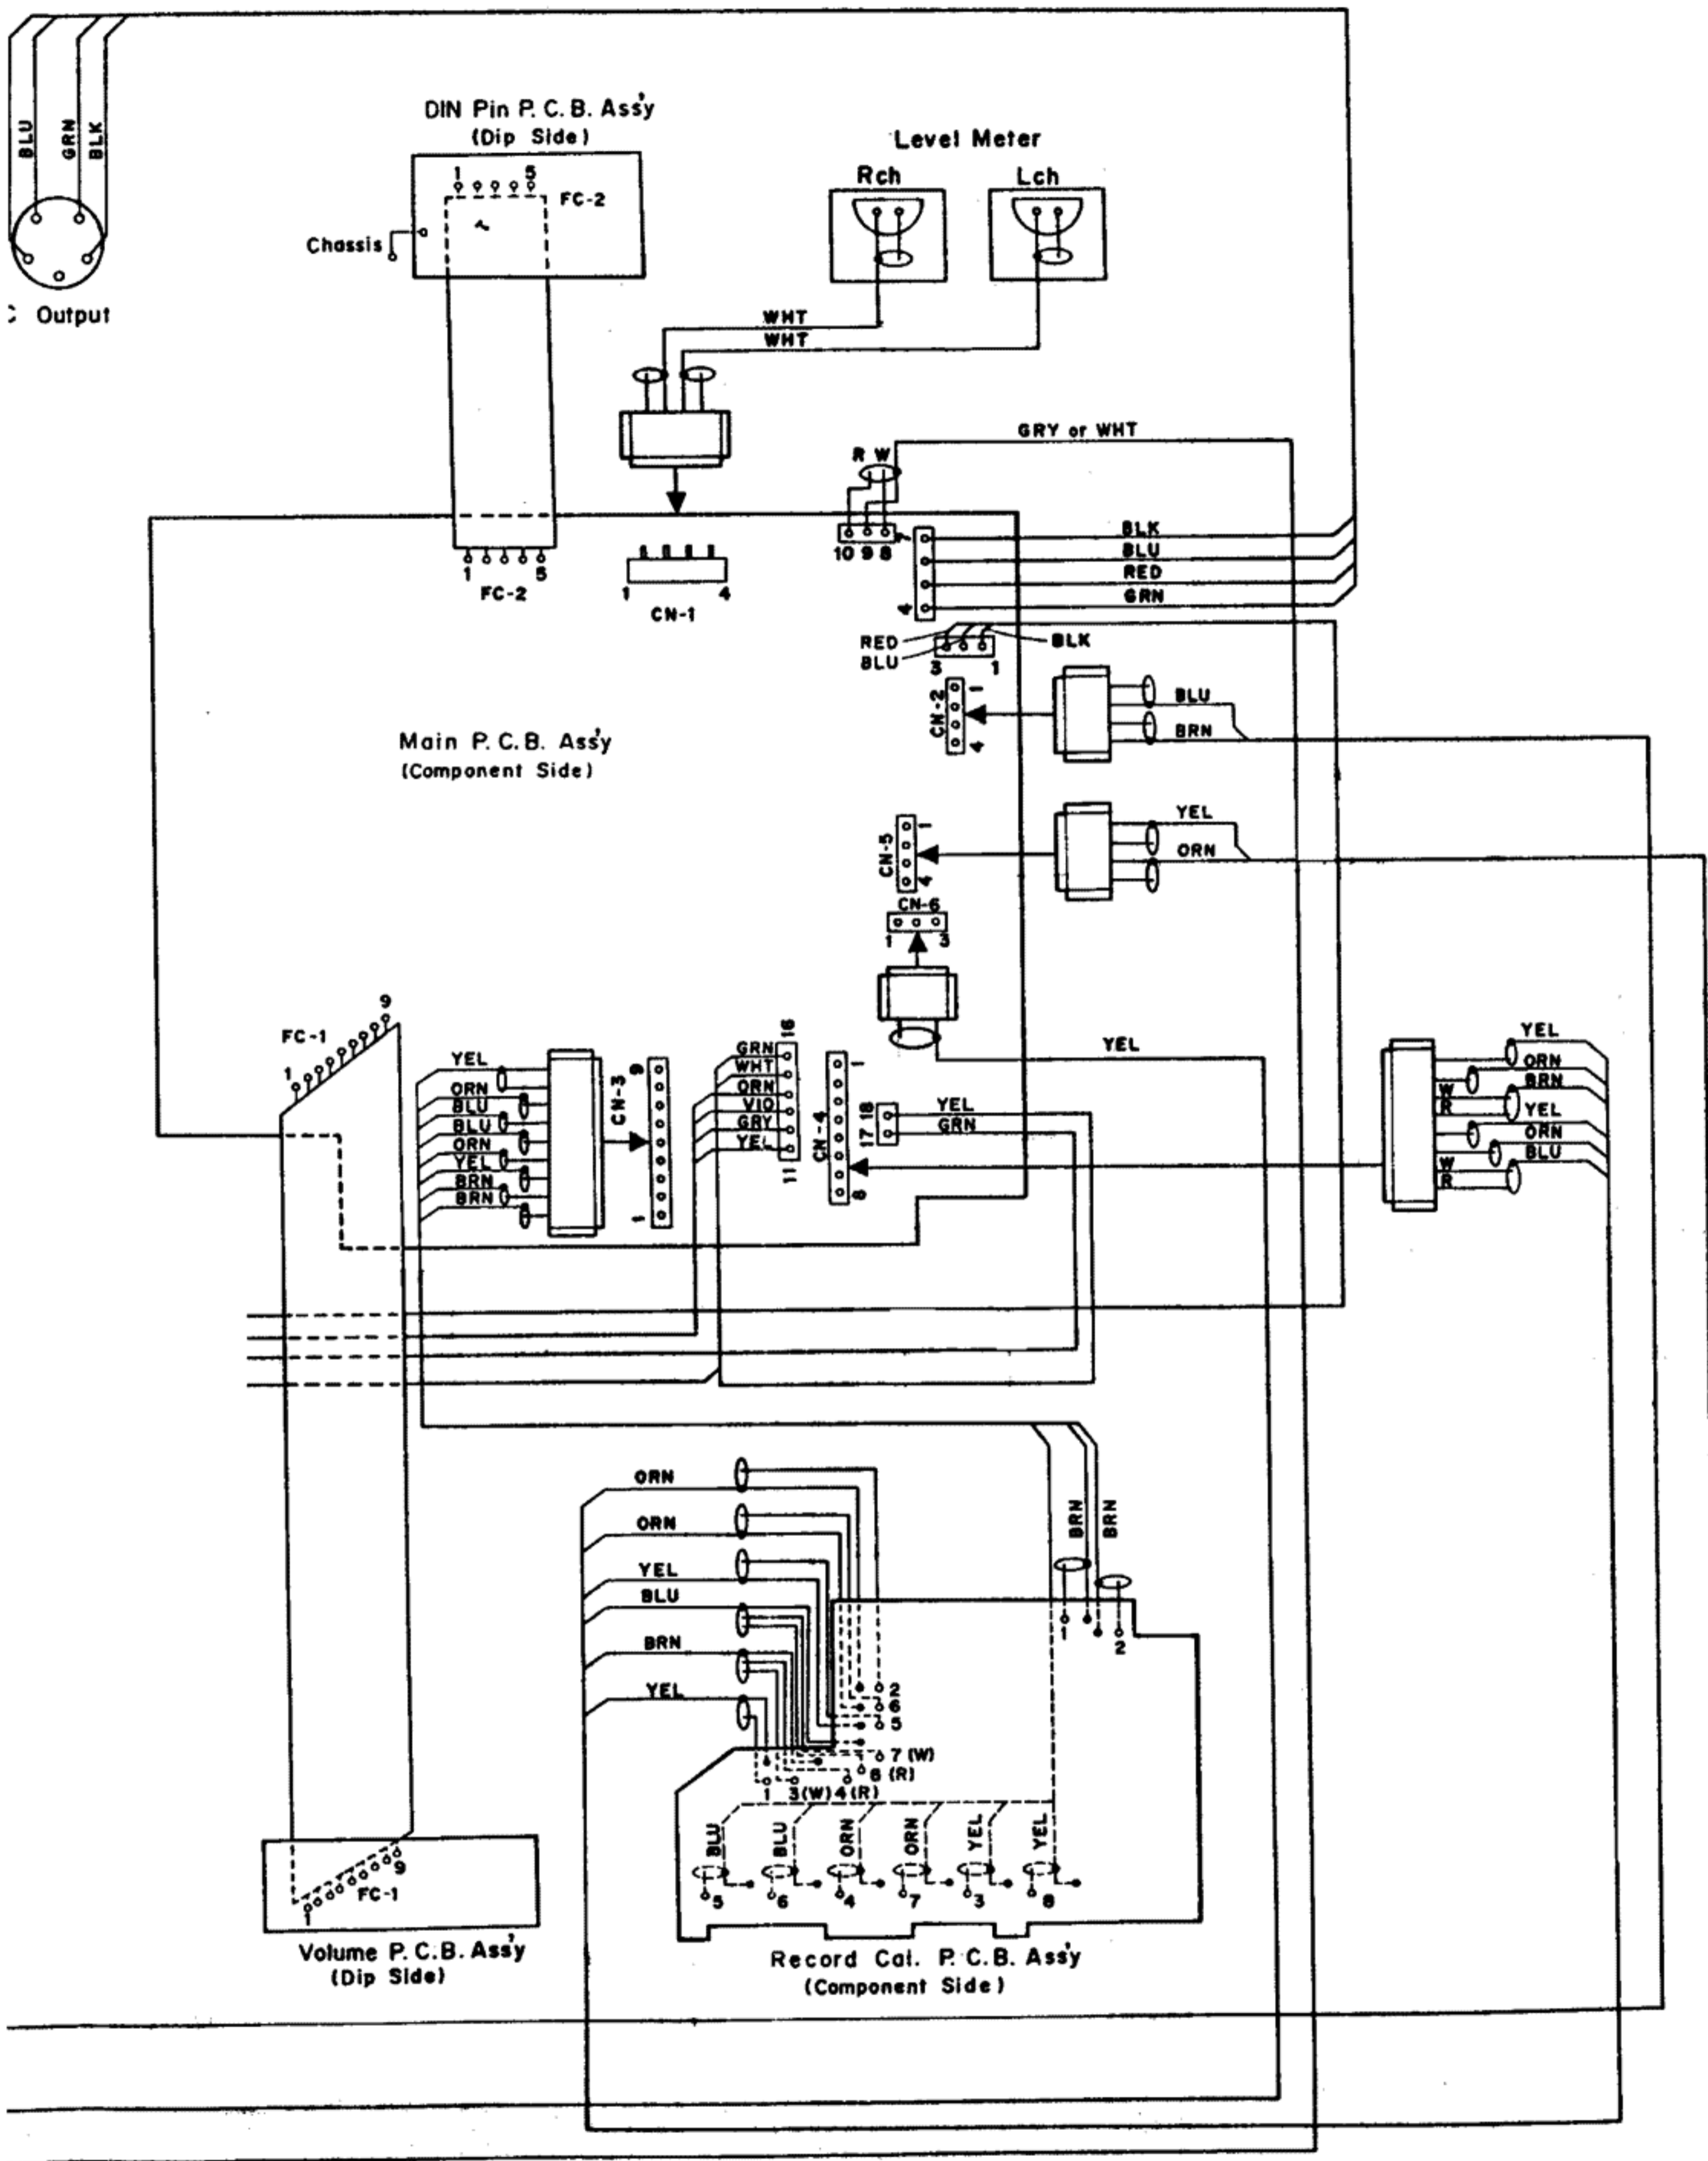 BLU
GRN
BLK
Output
DIN Pin P.C.B. Ass'y
(Dip Side)
1 5
FC-2
Chassis
Level Meter
Rch Lch
WHT
WHT
GRY or WHT
R W
10 9 8
7
4
BLK
BLU
RED
GRN
1 5
FC-2
1 4
CN-1
RED
BLU
BLK
3 1
CN-2
1
4
BLU
BRN
Main P.C.B. Ass'y
(Component Side)
CN-5
1
4
YEL
ORN
CN-6
1 3
YEL
FC-1
1
9
YEL
ORN
BLU
BLU
ORN
YEL
BRN
BRN
CN-3
9
1
GRN
WHT
ORN
VIO
GRY
YEL
16
11
CN-4
1
8
17 18
YEL
GRN
YEL
ORN
BRN
W
R
YEL
ORN
BLU
W
R
ORN
ORN
YEL
BLU
BRN
YEL
BRN
BRN
1
2
2
6
5
7 (W)
8 (R)
1 3(W) 4(R)
BLU BLU ORN ORN YEL YEL
5 6 4 7 3 8
1
9
FC-1
Volume P.C.B. Ass'y
(Dip Side)
Record Cal. P.C.B. Ass'y
(Component Side)